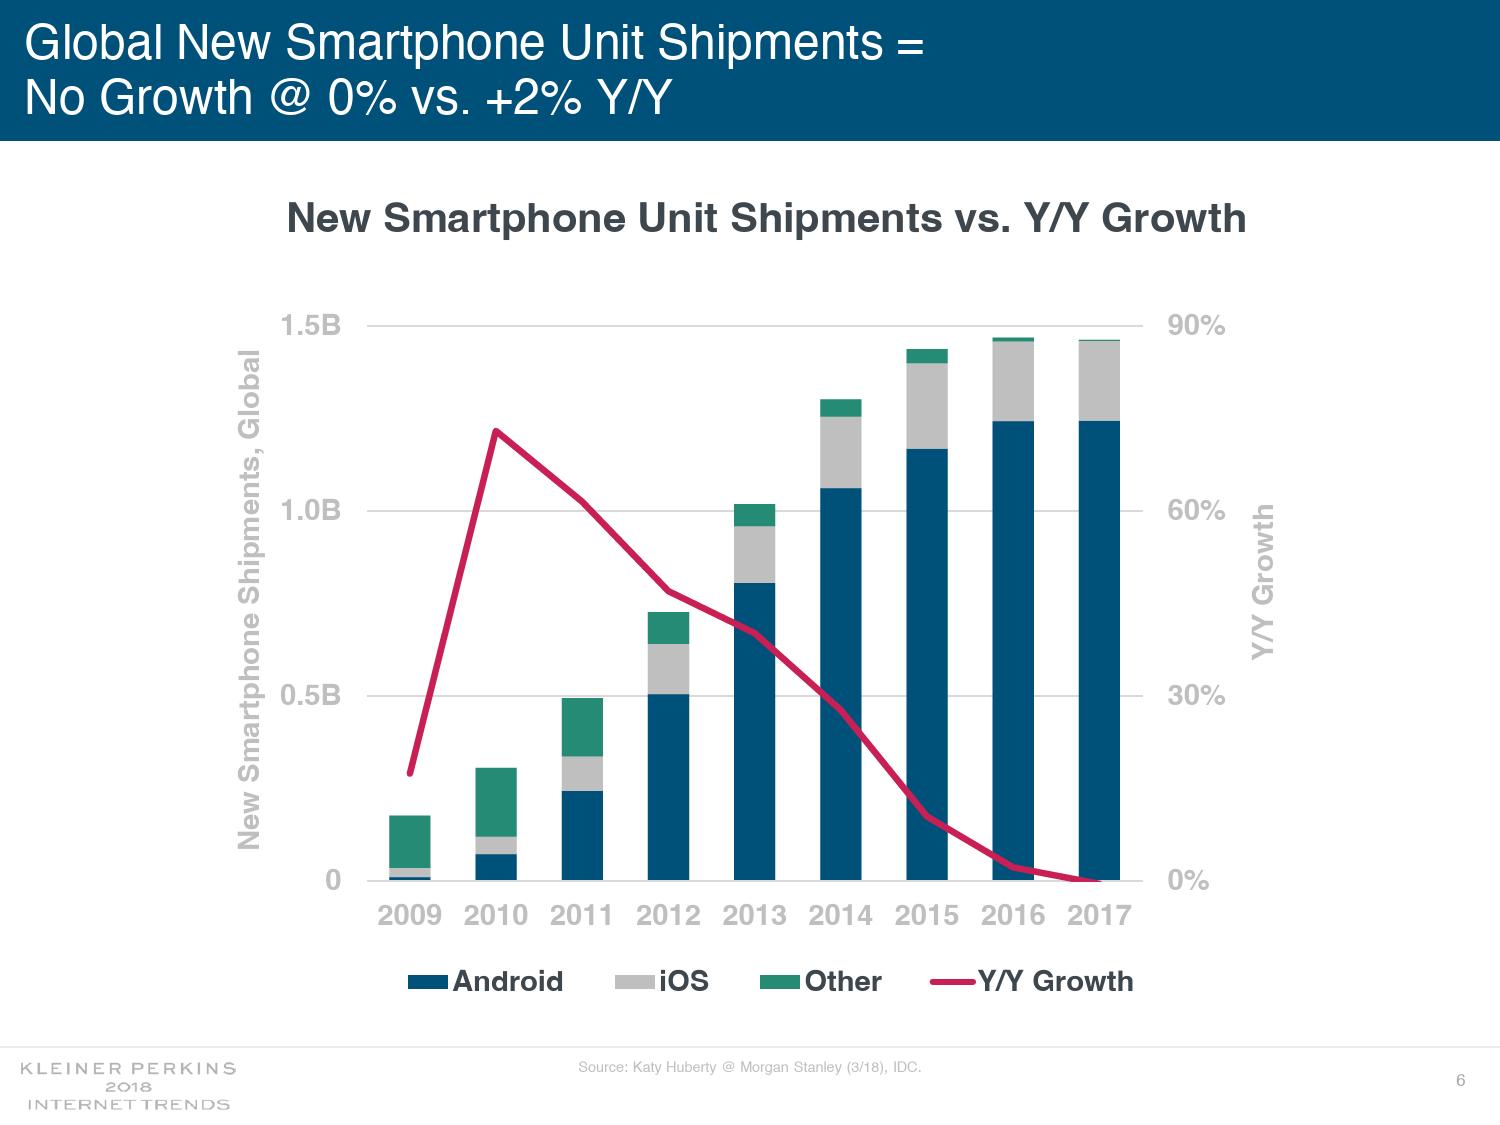 Global New Smartphone Unit Shipments =
No Growth @ 0% vs. +2% Y/Y
New Smartphone Unit Shipments vs. Y/Y Growth
New Smartphone Shipments, Global
1.5B
1.0B
0.5B
0
90%
60%
30%
0%
Y/Y Growth
2009 2010 2011 2012 2013 2014 2015 2016 2017
Android iOS Other Y/Y Growth
KLEINER PERKINS
2018
INTERNET TRENDS
Source: Katy Huberty @ Morgan Stanley (3/18), IDC.
6